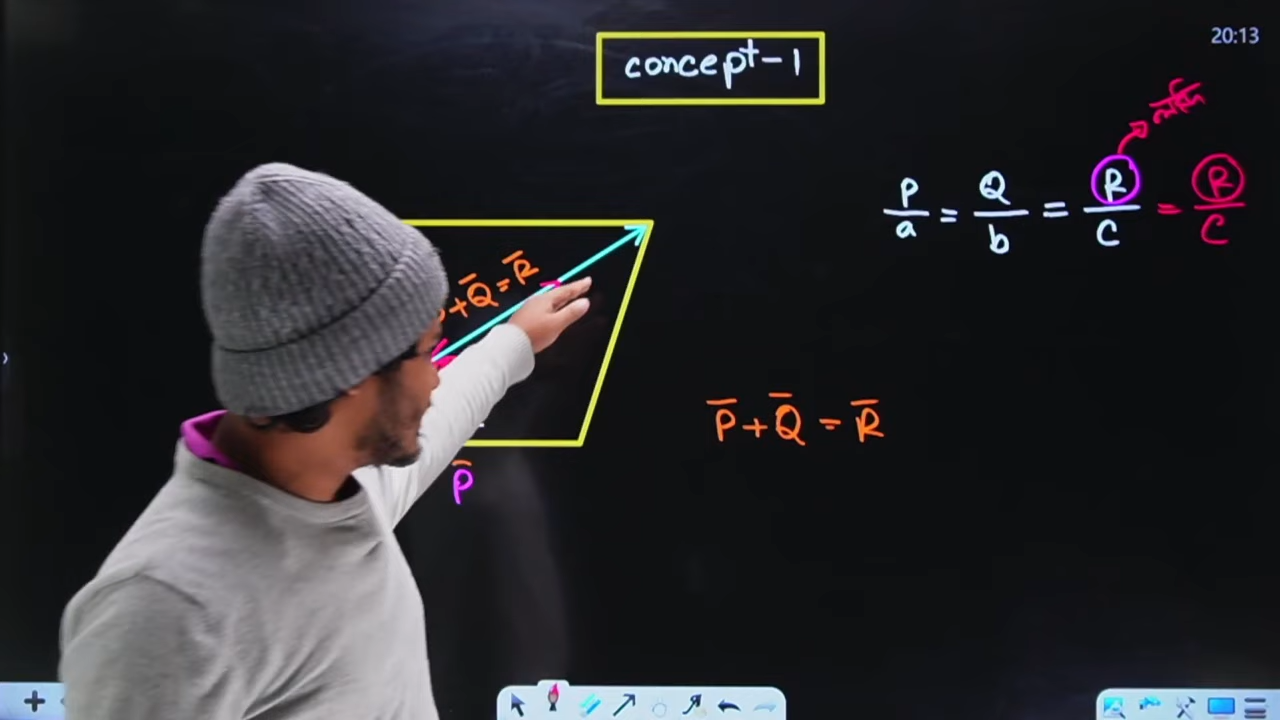 20:13
concept-1
P/a = Q/b = R/C = R/C
+Q̅ = R̅
P̅ + Q̅ = R̅
P̅